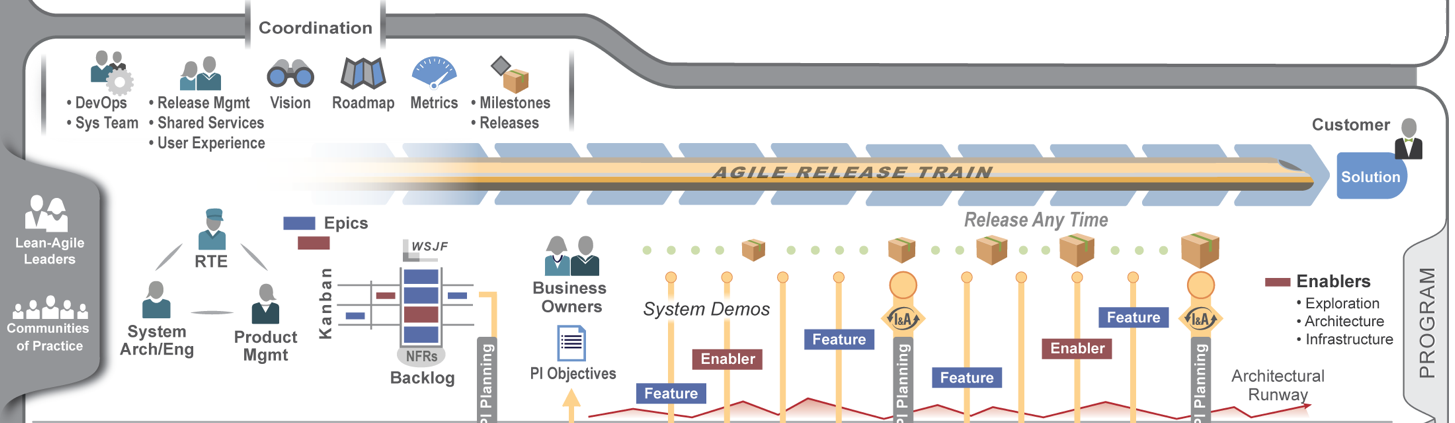 Coordination
• DevOps
• Sys Team
• Release Mgmt
• Shared Services
• User Experience
Vision
Roadmap
Metrics
• Milestones
• Releases
Customer
Solution
AGILE RELEASE TRAIN
Release Any Time
Lean-Agile
Leaders
Communities
of Practice
RTE
System
Arch/Eng
Product
Mgmt
Epics
WSJF
Kanban
NFRs
Backlog
PI Planning
Business
Owners
PI Objectives
System Demos
Feature
Enabler
Feature
I&A
PI Planning
Feature
Enabler
Feature
I&A
PI Planning
Enablers
• Exploration
• Architecture
• Infrastructure
Architectural
Runway
PROGRAM